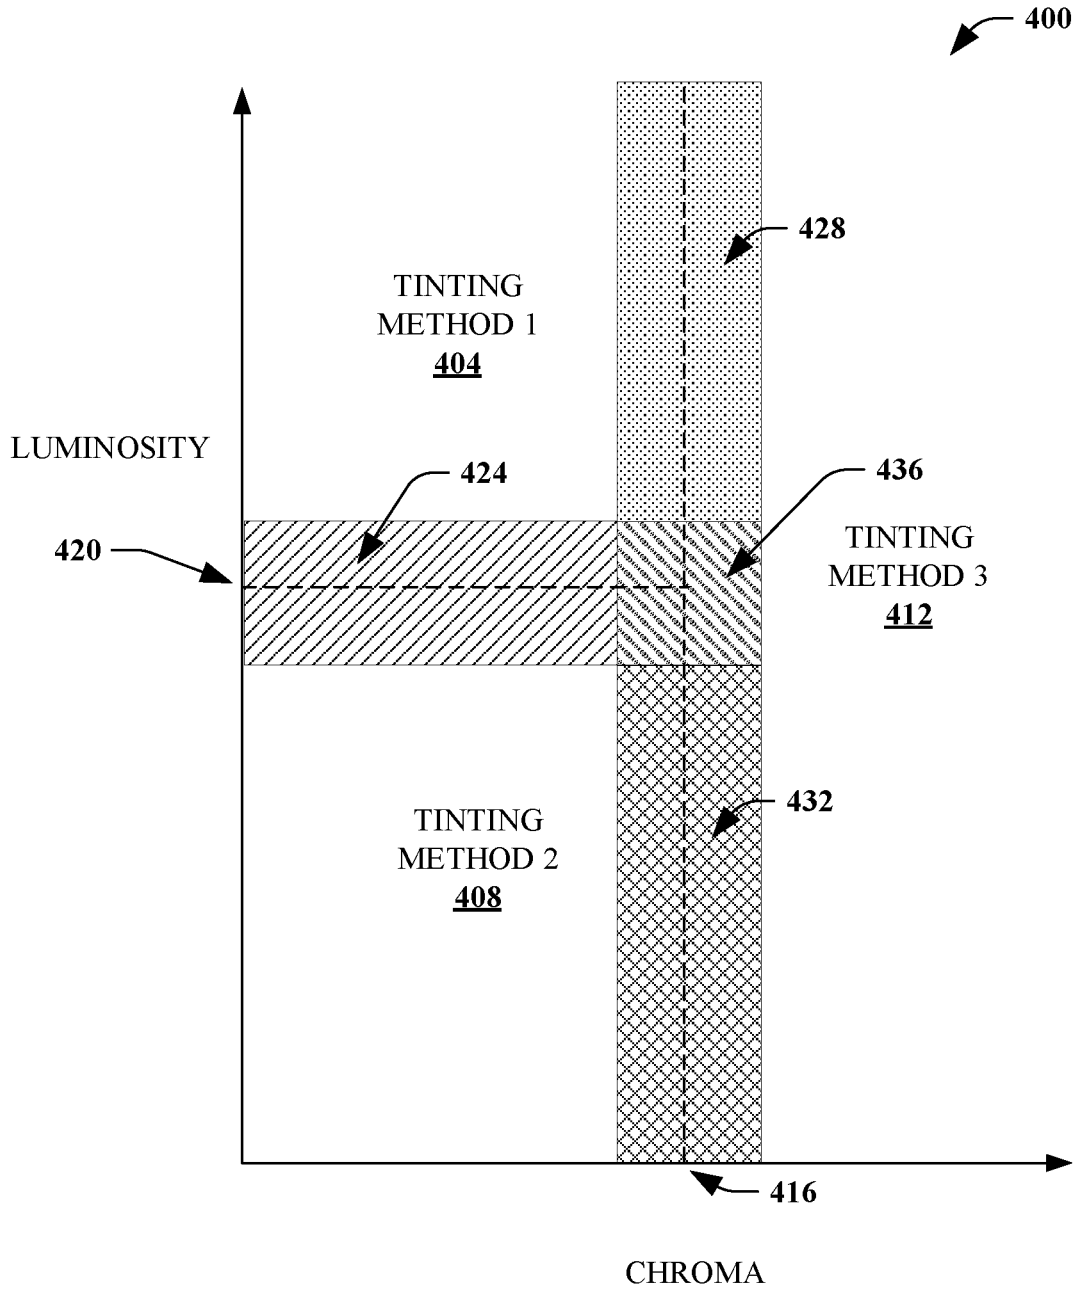 400
428
TINTING
METHOD 1
404
LUMINOSITY
424
436
420
TINTING
METHOD 3
412
TINTING
METHOD 2
408
432
416
CHROMA